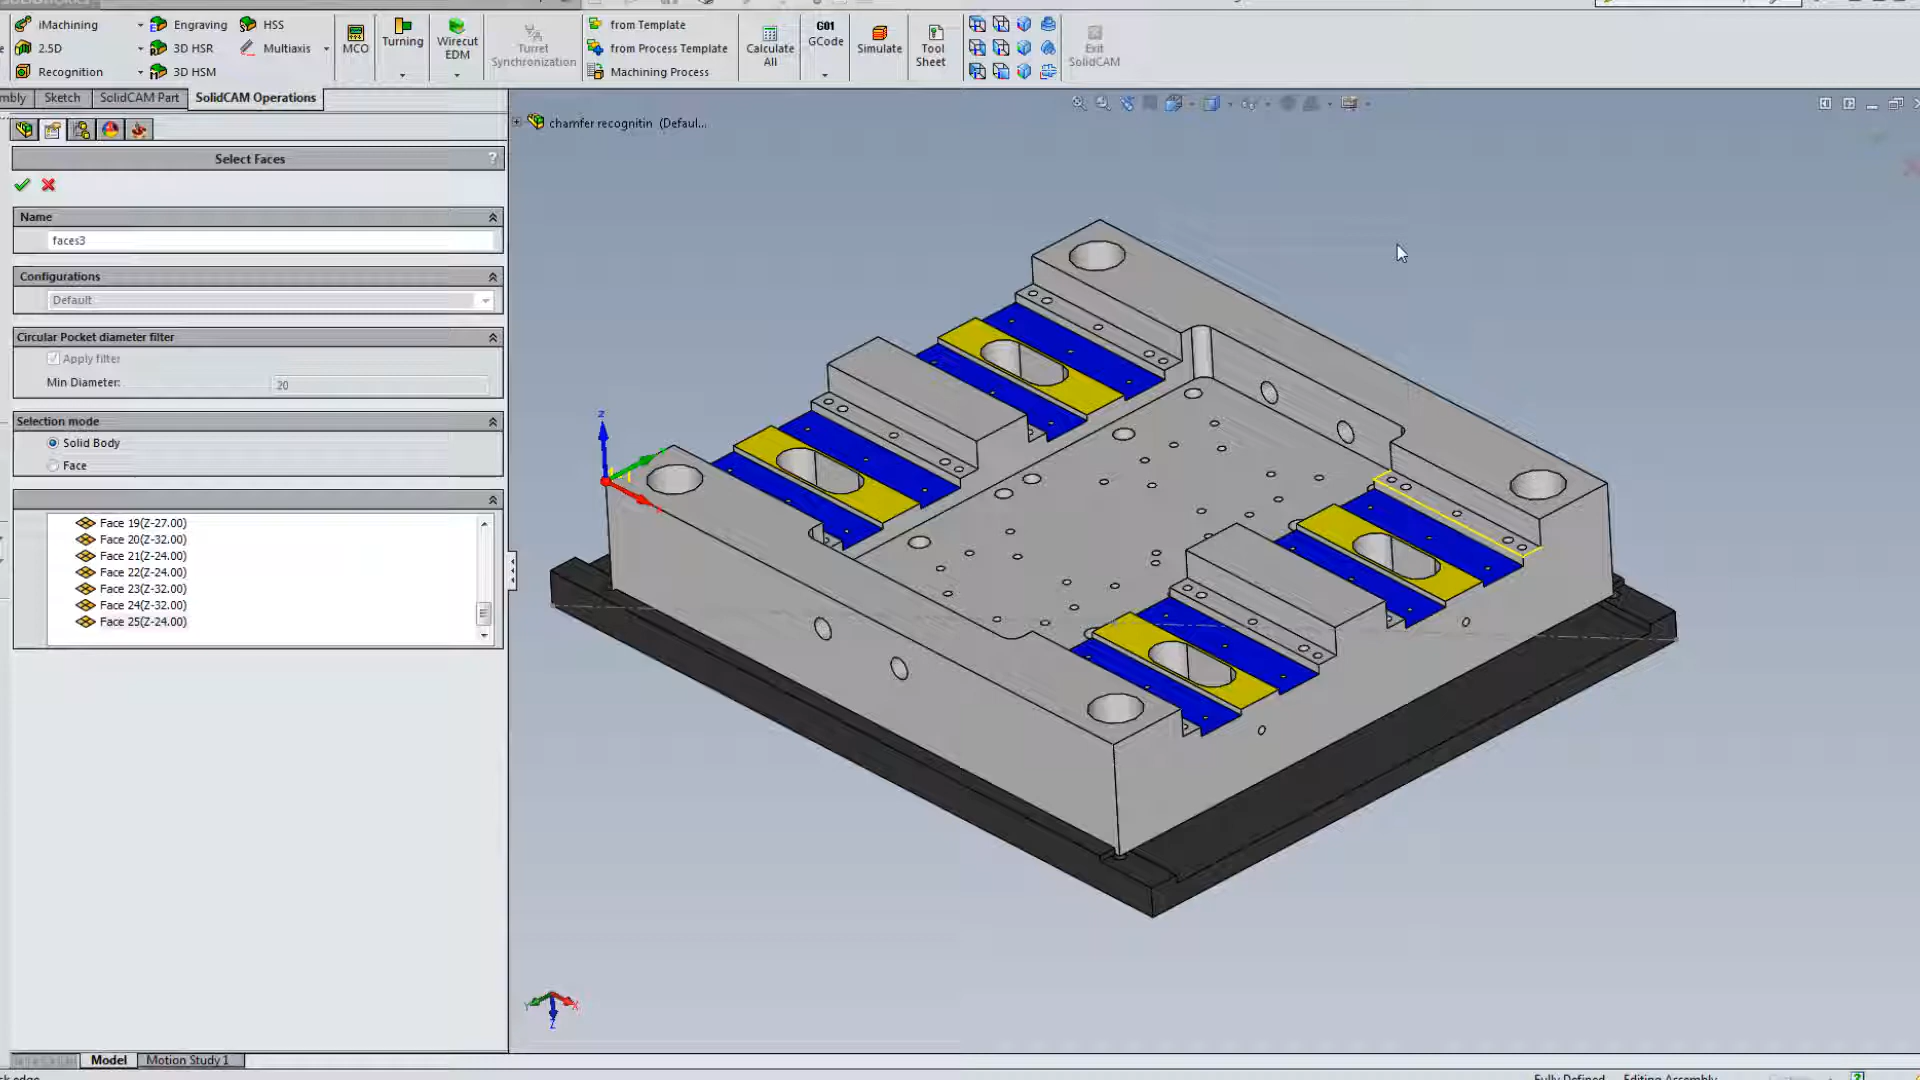 iMachining
Engraving
HSS
2.5D
3D HSR
Multiaxis
Recognition
3D HSM
MCO
Turning
Wirecut
EDM
Turret
Synchronization
from Template
from Process Template
Machining Process
Calculate
All
G01
GCode
Simulate
Tool
Sheet
Exit
SolidCAM
mbly
Sketch
SolidCAM Part
SolidCAM Operations
chamfer recognitin (Defaul...
Select Faces
?
Name
faces3
Configurations
Default
Circular Pocket diameter filter
Apply filter
Min Diameter:
20
Selection mode
Solid Body
Face
Face 19(Z-27.00)
Face 20(Z-32.00)
Face 21(Z-24.00)
Face 22(Z-24.00)
Face 23(Z-32.00)
Face 24(Z-32.00)
Face 25(Z-24.00)
Z
Y
X
Z
Model
Motion Study 1
Fully Defined
Editing Assembly